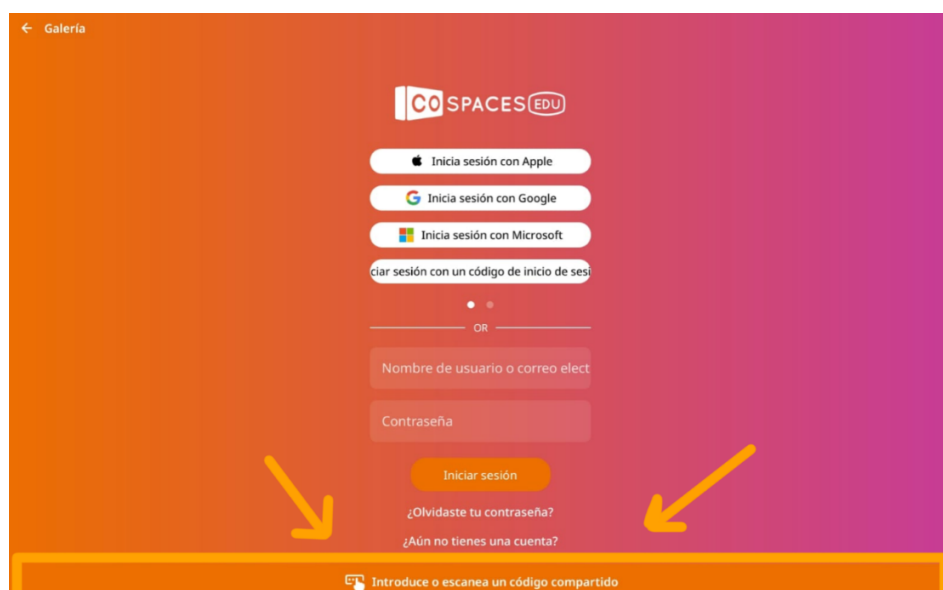 ← Galería
CO SPACES EDU
Inicia sesión con Apple
Inicia sesión con Google
Inicia sesión con Microsoft
ciar sesión con un código de inicio de sesi
OR
Nombre de usuario o correo elect
Contraseña
Iniciar sesión
¿Olvidaste tu contraseña?
¿Aún no tienes una cuenta?
Introduce o escanea un código compartido